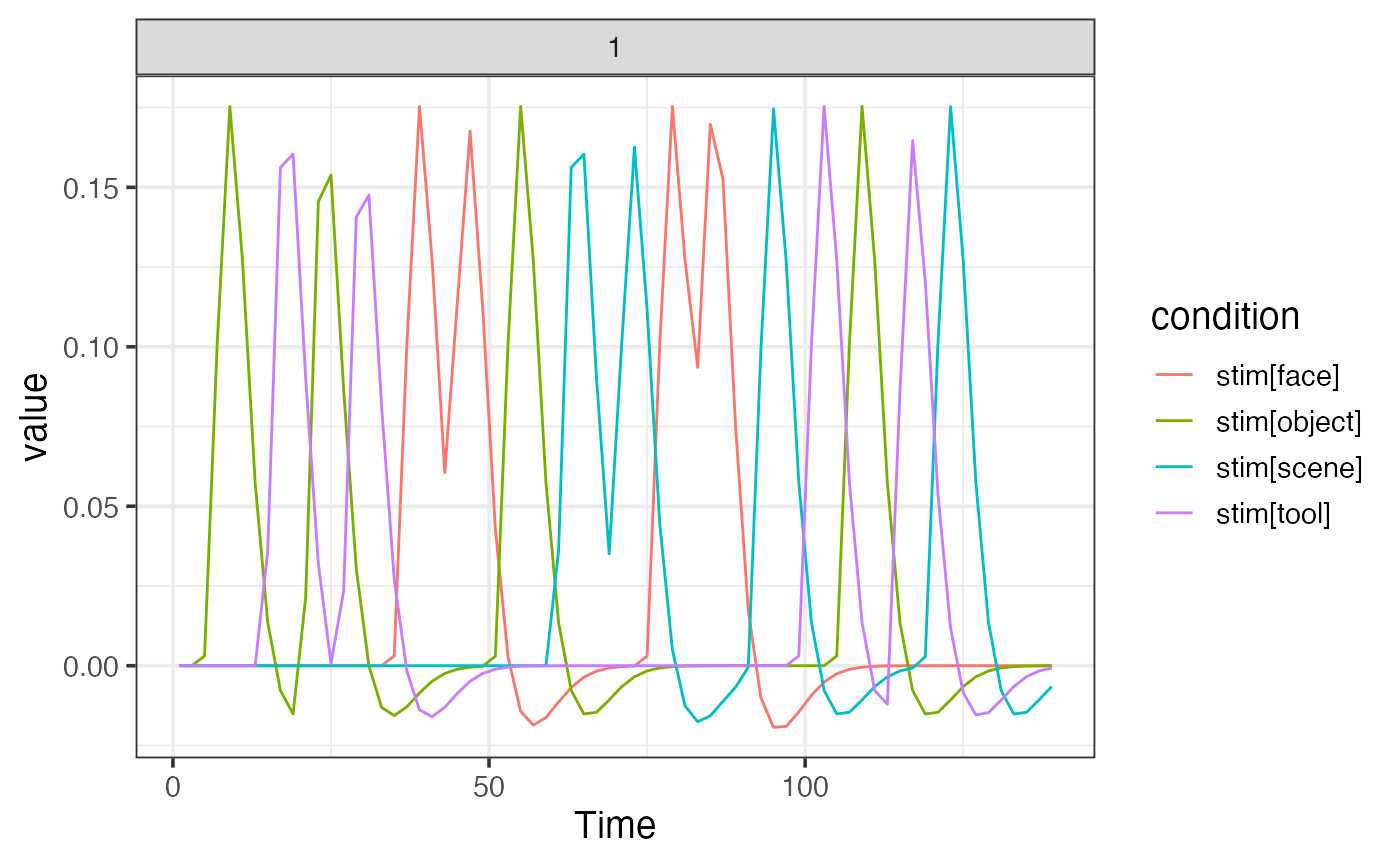 1
value
0.15
0.10
0.05
0.00
0
50
100
Time
condition
stim[face]
stim[object]
stim[scene]
stim[tool]